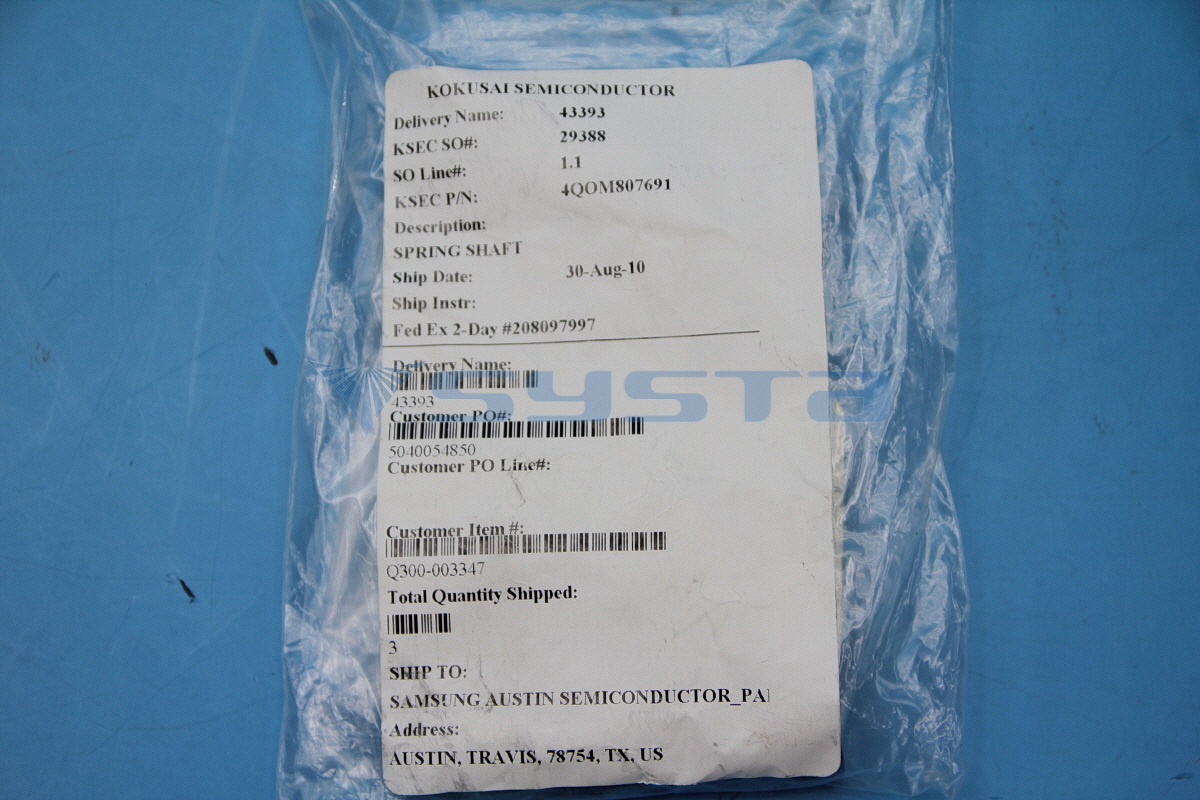 KOKUSAI SEMICONDUCTOR
Delivery Name: 43393
KSEC SO#: 29388
SO Line#: 1.1
KSEC P/N: 4QOM807691
Description:
SPRING SHAFT
Ship Date: 30-Aug-10
Ship Instr:
Fed Ex 2-Day #208097997
Delivery Name:
43393
systa
Customer PO#:
5040054850
Customer PO Line#:
Customer Item #:
Q300-003347
Total Quantity Shipped:
3
SHIP TO:
SAMSUNG AUSTIN SEMICONDUCTOR_PA
Address:
AUSTIN, TRAVIS, 78754, TX, US